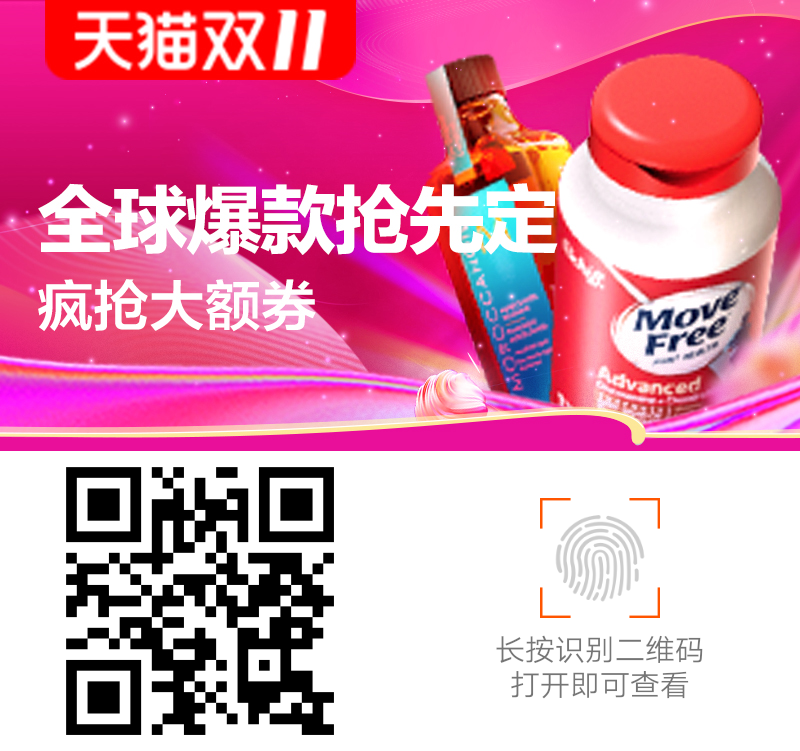 天猫双11
全球爆款抢先定
疯抢大额券
MOROCCANOIL
Move
Free
Advanced
长按识别二维码
打开即可查看